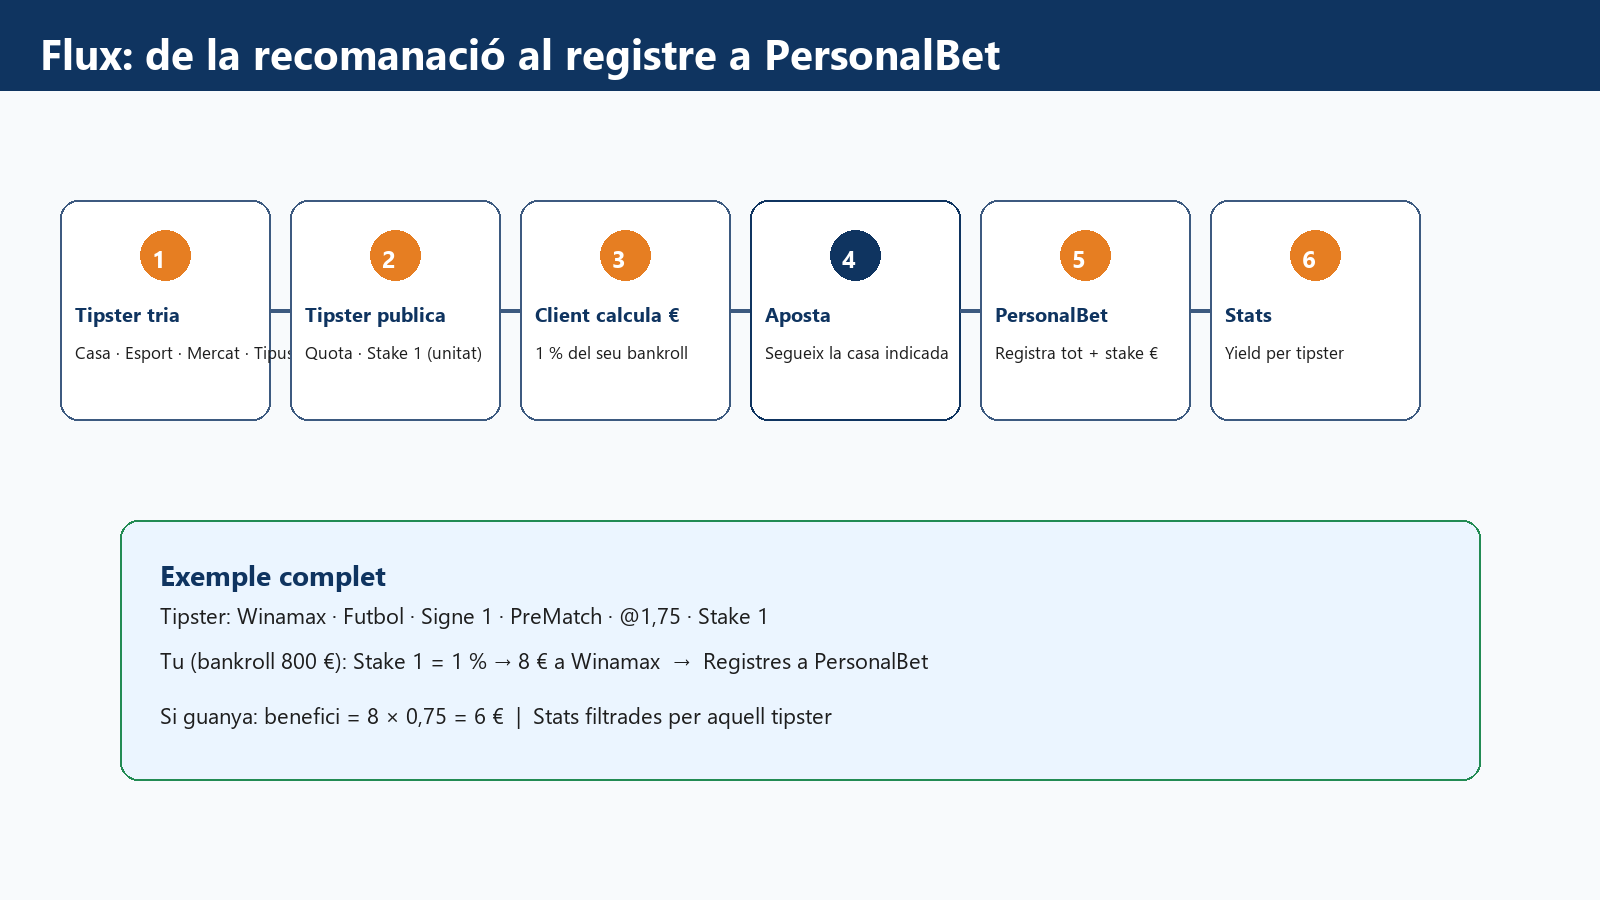 Flux: de la recomanació al registre a PersonalBet
1
Tipster tria
Casa · Esport · Mercat · Tipus
2
Tipster publica
Quota · Stake 1 (unitat)
3
Client calcula €
1 % del seu bankroll
4
Aposta
Segueix la casa indicada
5
PersonalBet
Registra tot + stake €
6
Stats
Yield per tipster
Exemple complet
Tipster: Winamax · Futbol · Signe 1 · PreMatch · @1,75 · Stake 1
Tu (bankroll 800 €): Stake 1 = 1 % → 8 € a Winamax → Registres a PersonalBet
Si guanya: benefici = 8 × 0,75 = 6 € | Stats filtrades per aquell tipster